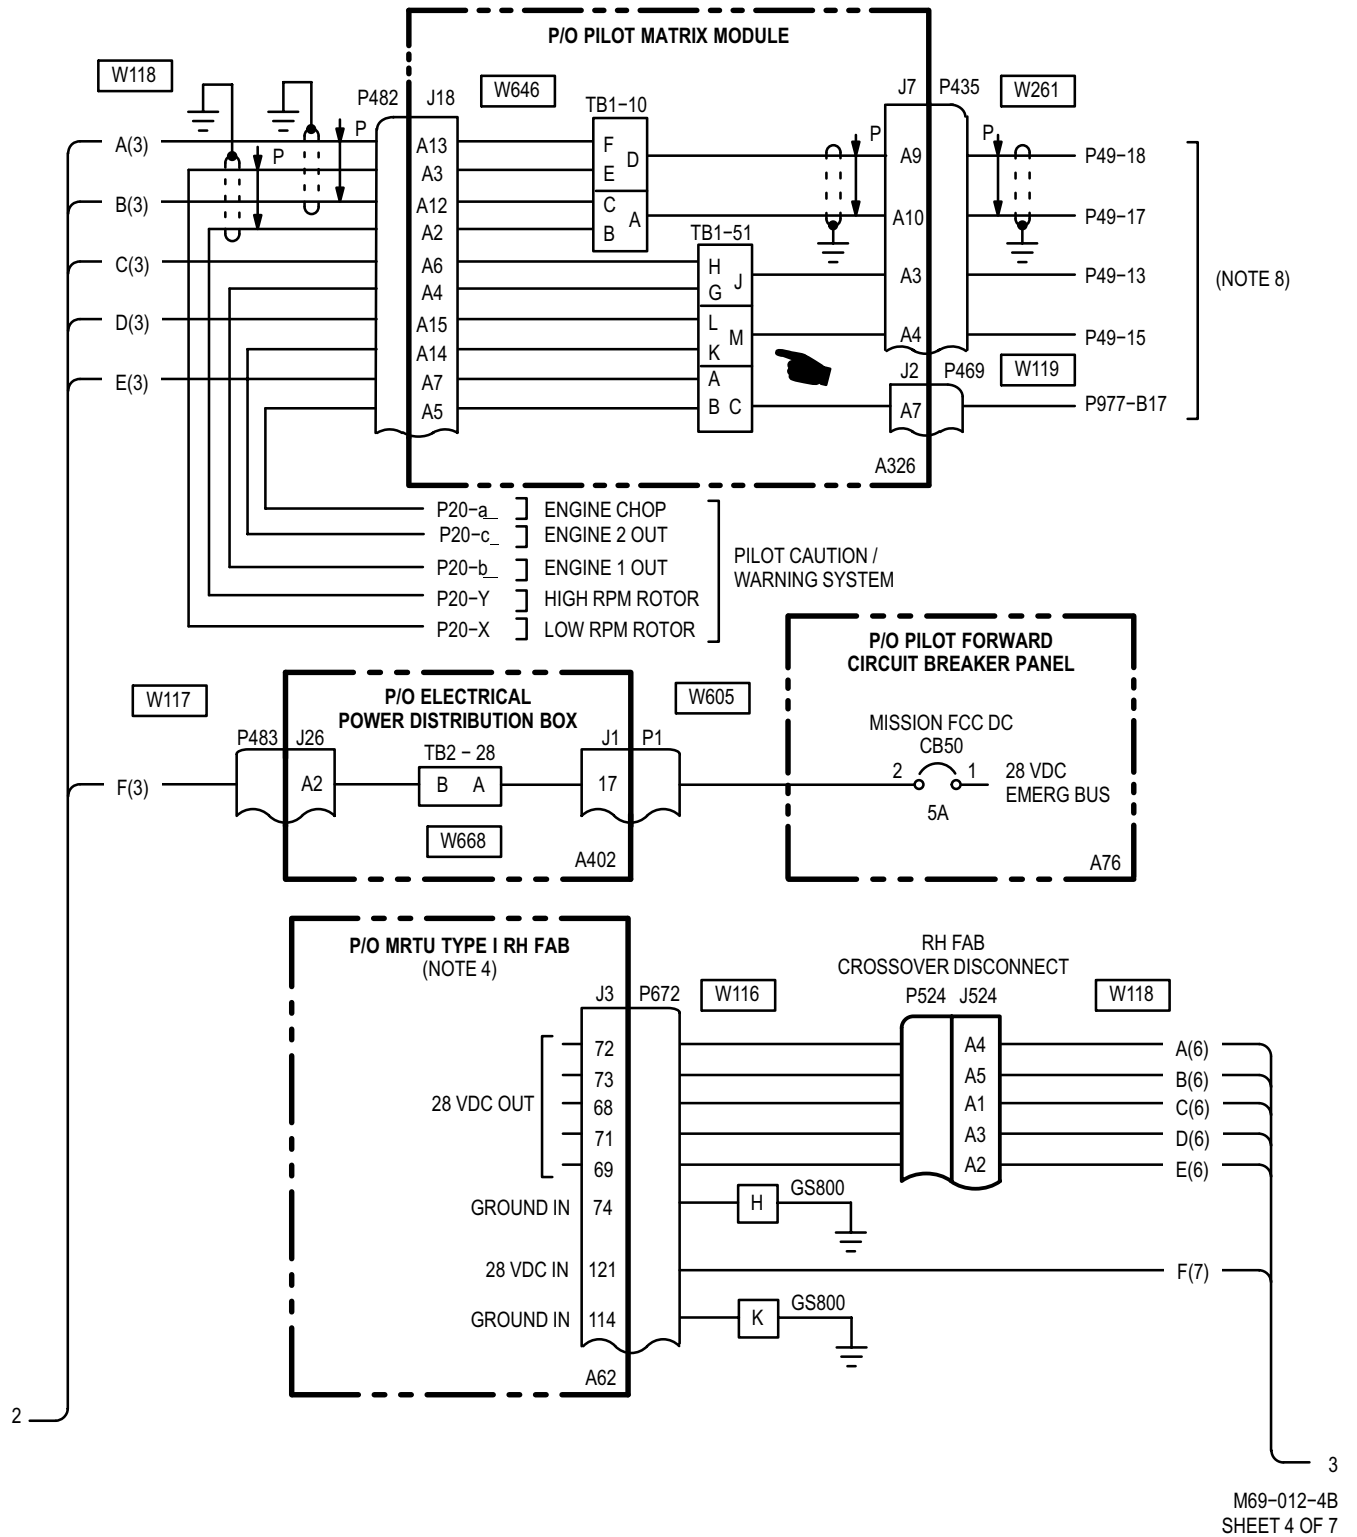 P/O PILOT MATRIX MODULE
W118
W646
W261
P482 J18
TB1-10
J7 P435
A(3)
P
P
A13
A3
F
E
D
P
A9
P
P49-18
B(3)
A12
A2
C
B
A
A10
P49-17
TB1-51
C(3)
A6
A4
H
G
J
A3
P49-13
(NOTE 8)
D(3)
A15
A14
L
K
M
A4
P49-15
J2 P469
W119
E(3)
A7
A5
A
B C
A7
P977-B17
A326
P20-a ENGINE CHOP
P20-c ENGINE 2 OUT
P20-b ENGINE 1 OUT
P20-Y HIGH RPM ROTOR
P20-X LOW RPM ROTOR
PILOT CAUTION /
WARNING SYSTEM
P/O PILOT FORWARD
CIRCUIT BREAKER PANEL
MISSION FCC DC
CB50
2 1
5A
28 VDC
EMERG BUS
A76
W117
P/O ELECTRICAL
POWER DISTRIBUTION BOX
W605
P483 J26
TB2 - 28
J1 P1
F(3)
A2
B A
17
W668
A402
P/O MRTU TYPE I RH FAB
(NOTE 4)
RH FAB
CROSSOVER DISCONNECT
J3 P672
W116
P524 J524
W118
28 VDC OUT
72
A4
A(6)
73
A5
B(6)
68
A1
C(6)
71
A3
D(6)
69
A2
E(6)
GROUND IN 74
H
GS800
28 VDC IN 121
F(7)
GROUND IN 114
K
GS800
A62
2
3
M69-012-4B
SHEET 4 OF 7